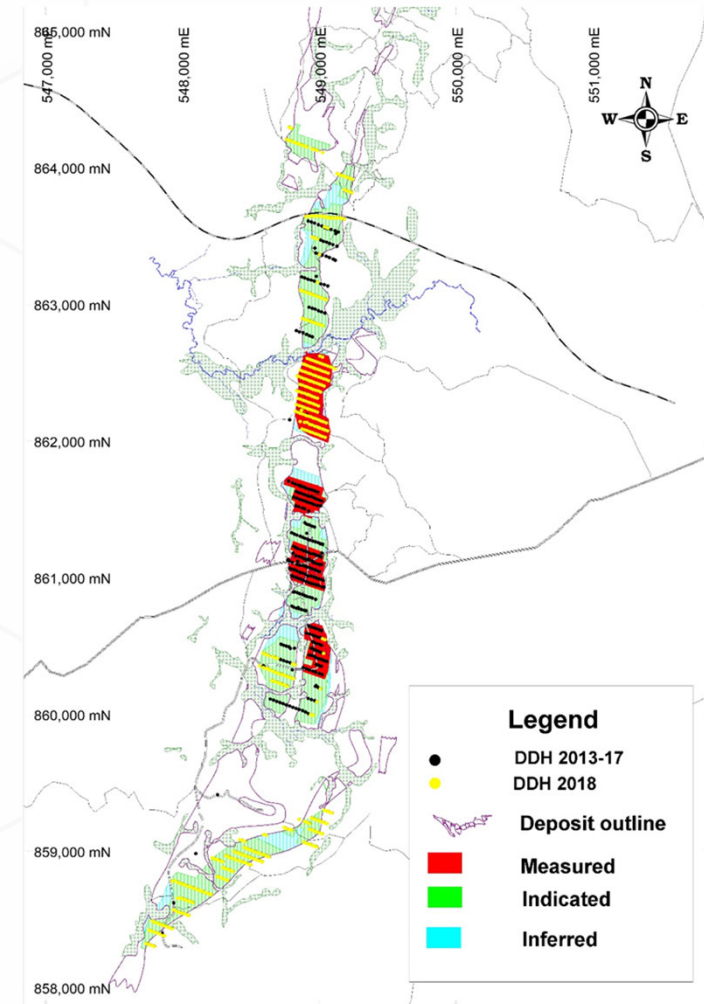 865,000 mN
547,000 mE
548,000 mE
549,000 mE
550,000 mE
551,000 mE
N
W E
S
864,000 mN
863,000 mN
862,000 mN
861,000 mN
860,000 mN
859,000 mN
858,000 mN
Legend
DDH 2013-17
DDH 2018
Deposit outline
Measured
Indicated
Inferred